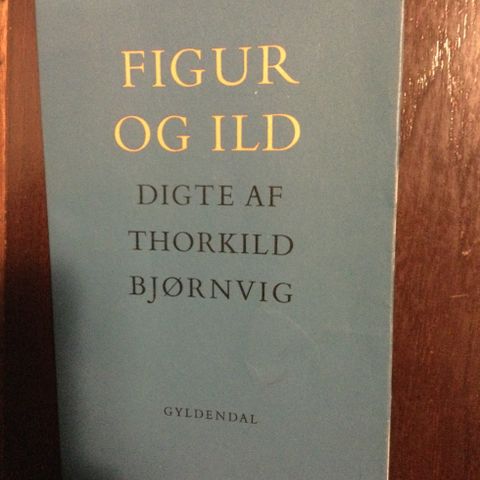 FIGUR
OG ILD
DIGTE AF
THORKILD
BJØRNVIG
GYLDENDAL